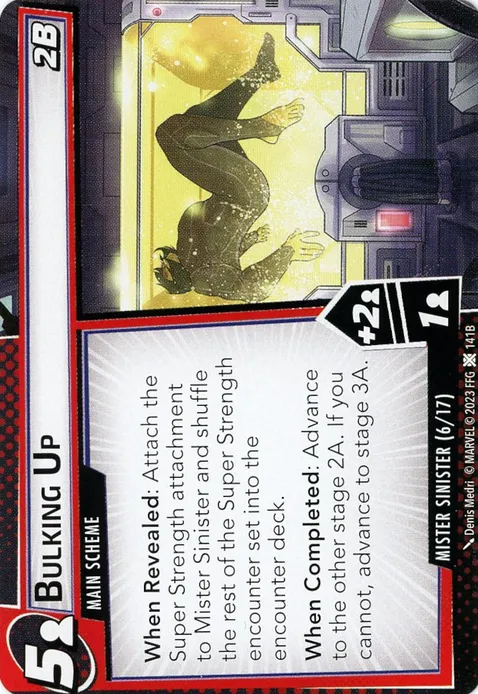 5
BULKING UP
2B
MAIN SCHEME
When Revealed: Attach the
Super Strength attachment
to Mister Sinister and shuffle
the rest of the Super Strength
encounter set into the
encounter deck.
When Completed: Advance
to the other stage 2A. If you
cannot, advance to stage 3A.
+2
1
MISTER SINISTER (6/17)
Denis Medri © MARVEL © 2023 FFG 141B